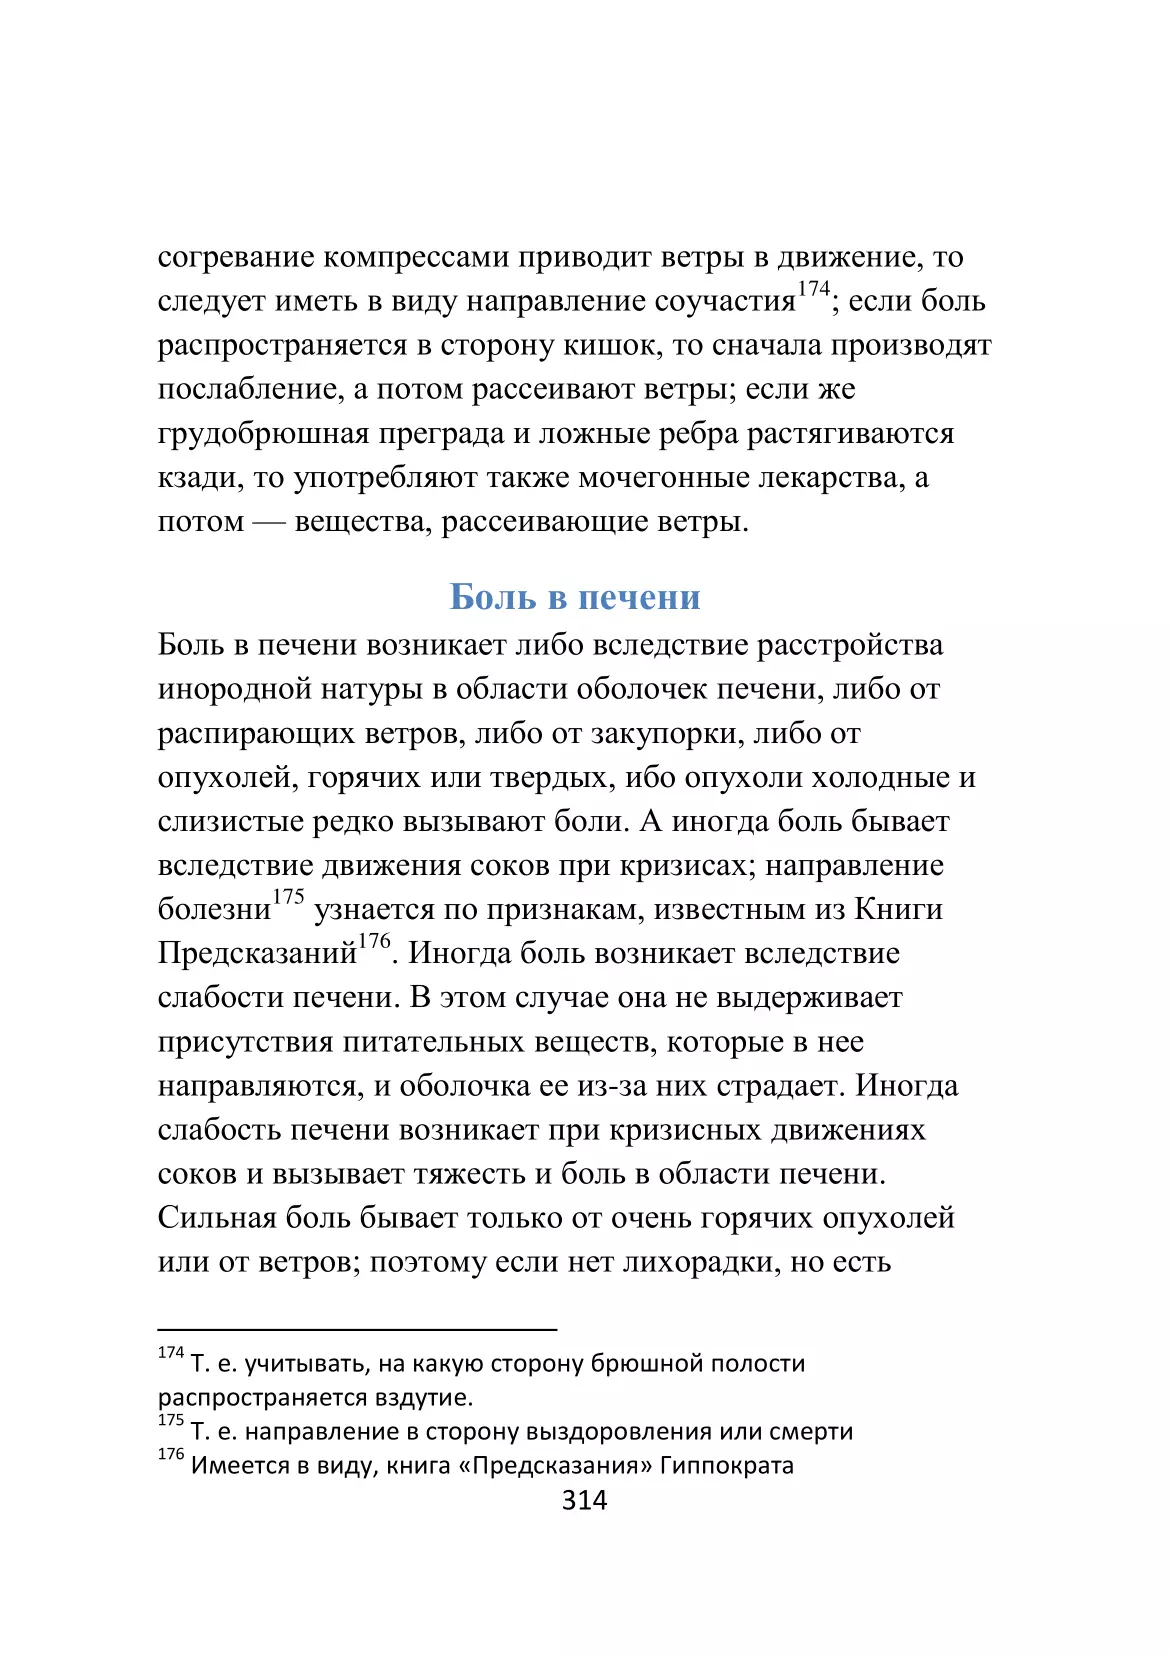 согревание компрессами приводит ветры в движение, то
следует иметь в виду направление соучастия174; если боль
распространяется в сторону кишок, то сначала производят
послабление, а потом рассеивают ветры; если же
грудобрюшная преграда и ложные ребра растягиваются
кзади, то употребляют также мочегонные лекарства, а
потом — вещества, рассеивающие ветры.
Боль в печени
Боль в печени возникает либо вследствие расстройства
инородной натуры в области оболочек печени, либо от
распирающих ветров, либо от закупорки, либо от
опухолей, горячих или твердых, ибо опухоли холодные и
слизистые редко вызывают боли. А иногда боль бывает
вследствие движения соков при кризисах; направление
болезни175 узнается по признакам, известным из Книги
Предсказаний176. Иногда боль возникает вследствие
слабости печени. В этом случае она не выдерживает
присутствия питательных веществ, которые в нее
направляются, и оболочка ее из-за них страдает. Иногда
слабость печени возникает при кризисных движениях
соков и вызывает тяжесть и боль в области печени.
Сильная боль бывает только от очень горячих опухолей
или от ветров; поэтому если нет лихорадки, но есть
174 Т. е. учитывать, на какую сторону брюшной полости
распространяется вздутие.
175 Т. е. направление в сторону выздоровления или смерти
176 Имеется в виду, книга «Предсказания» Гиппократа
314